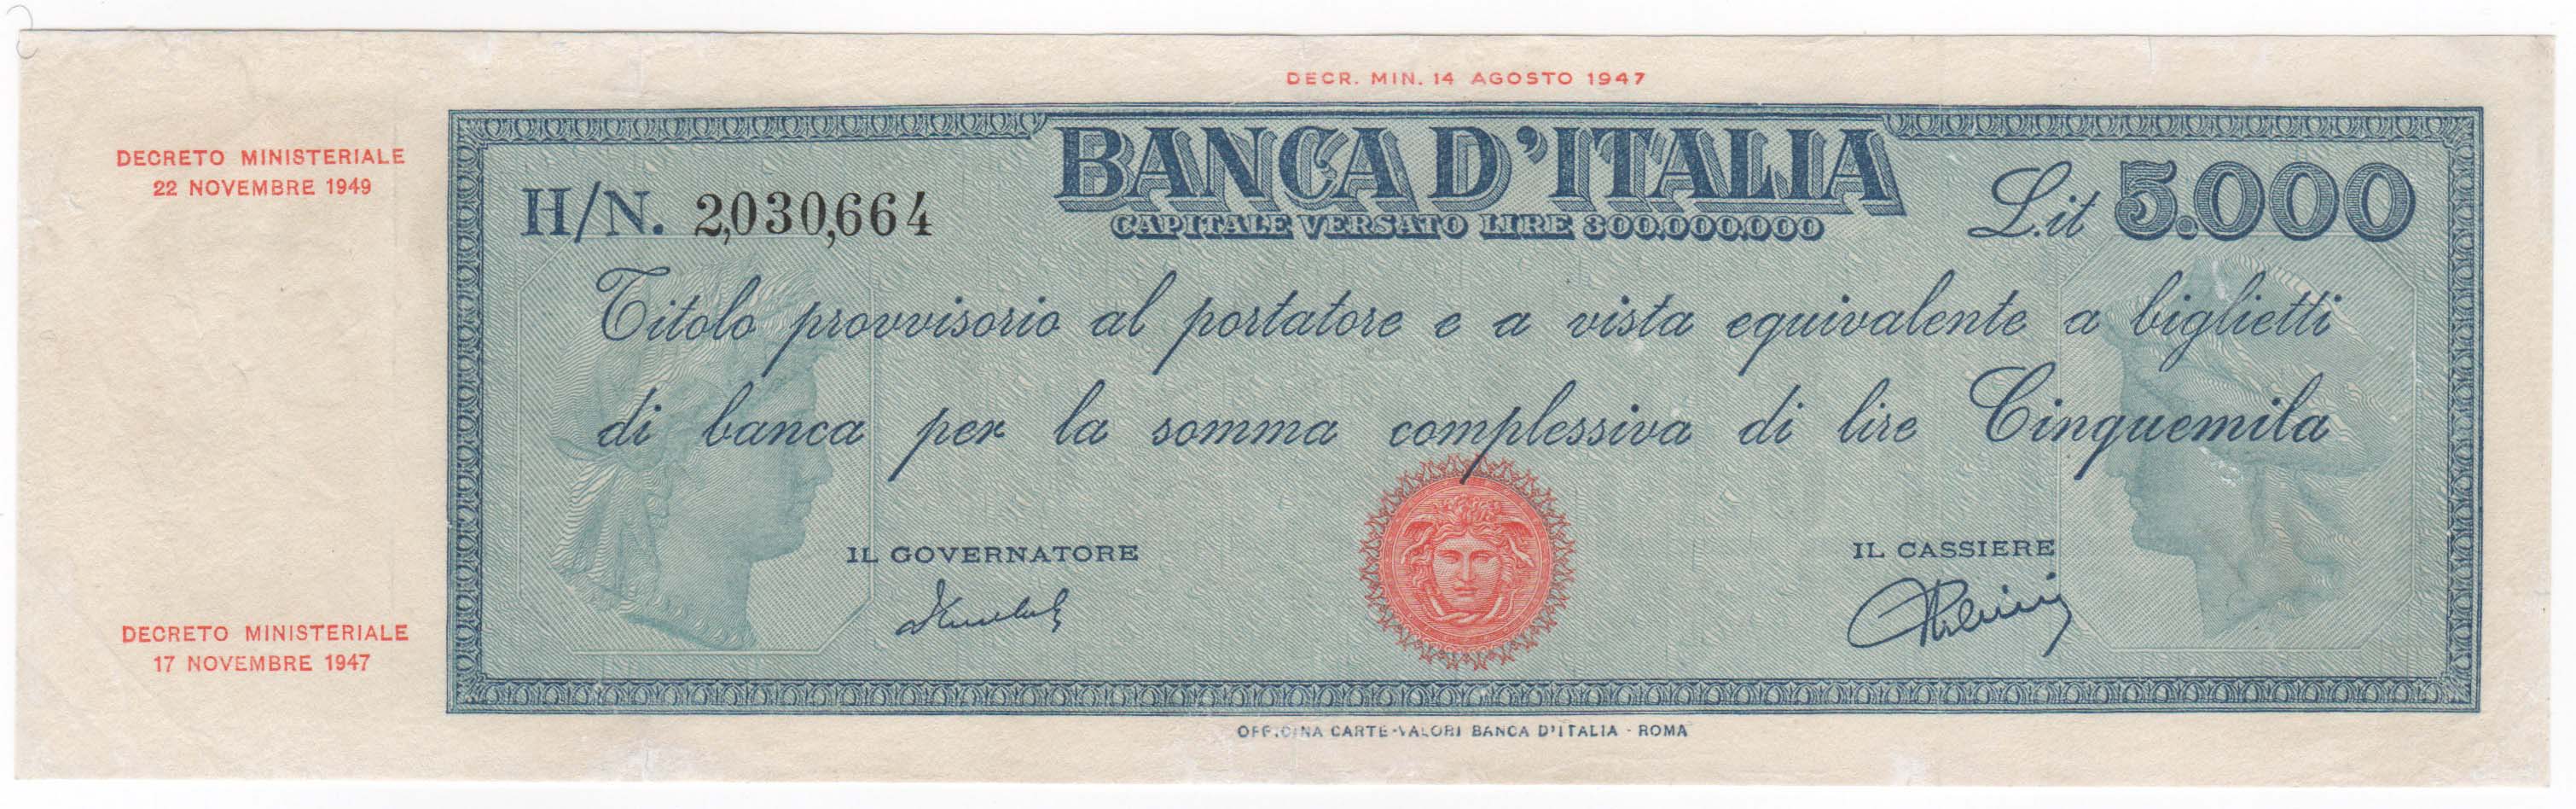 DECR. MIN. 14 AGOSTO 1947
DECRETO MINISTERIALE
22 NOVEMBRE 1949
BANCA D'ITALIA
CAPITALE VERSATO LIRE 300.000.000
H/N. 2,030,664
L.it 5.000
Titolo provvisorio al portatore e a vista equivalente a biglietti
di banca per la somma complessiva di lire Cinquemila
IL GOVERNATORE
IL CASSIERE
DECRETO MINISTERIALE
17 NOVEMBRE 1947
OFFICINA CARTE-VALORI BANCA D'ITALIA - ROMA